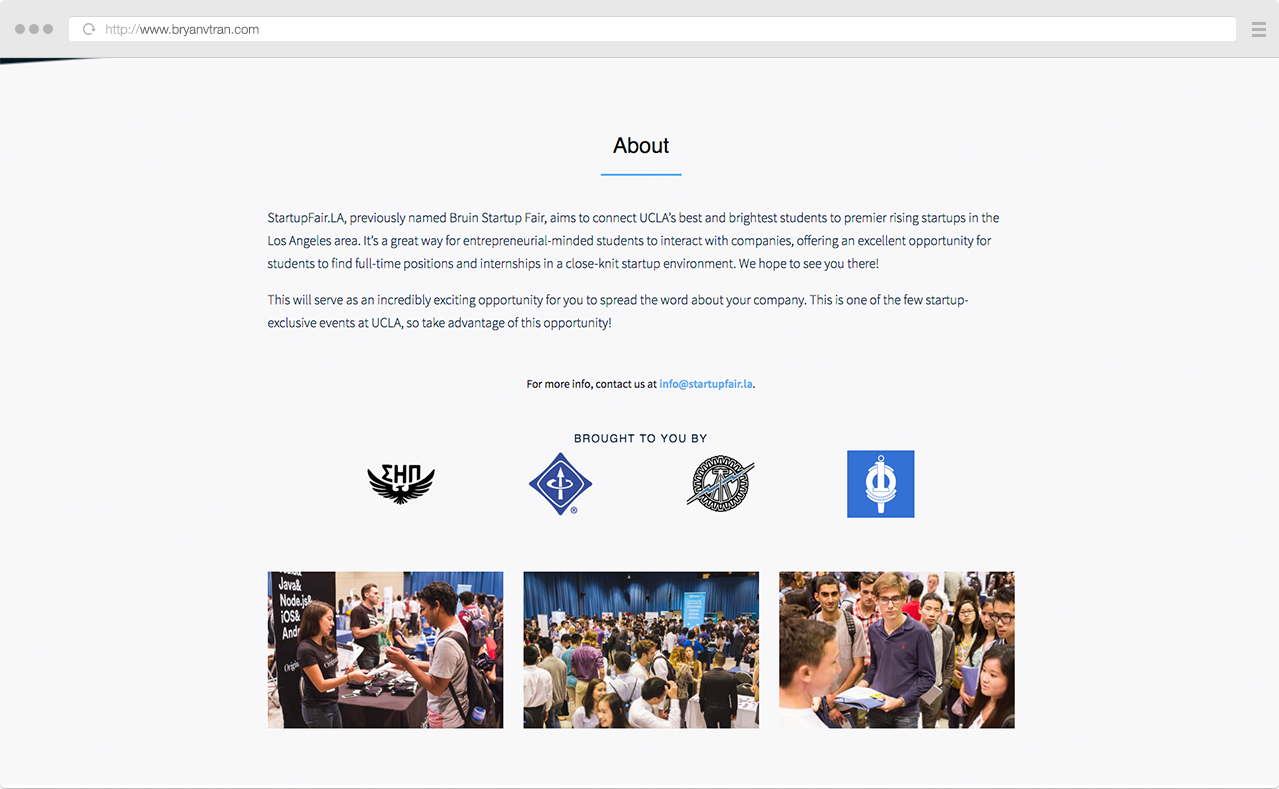 http://www.bryanvtran.com
About
StartupFair.LA, previously named Bruin Startup Fair, aims to connect UCLA’s best and brightest students to premier rising startups in the
Los Angeles area. It’s a great way for entrepreneurial-minded students to interact with companies, offering an excellent opportunity for
students to find full-time positions and internships in a close-knit startup environment. We hope to see you there!
This will serve as an incredibly exciting opportunity for you to spread the word about your company. This is one of the few startup-
exclusive events at UCLA, so take advantage of this opportunity!
For more info, contact us at info@startupfair.la.
BROUGHT TO YOU BY
ΣΗΠ
®
Java&
Node.js&
iOS&